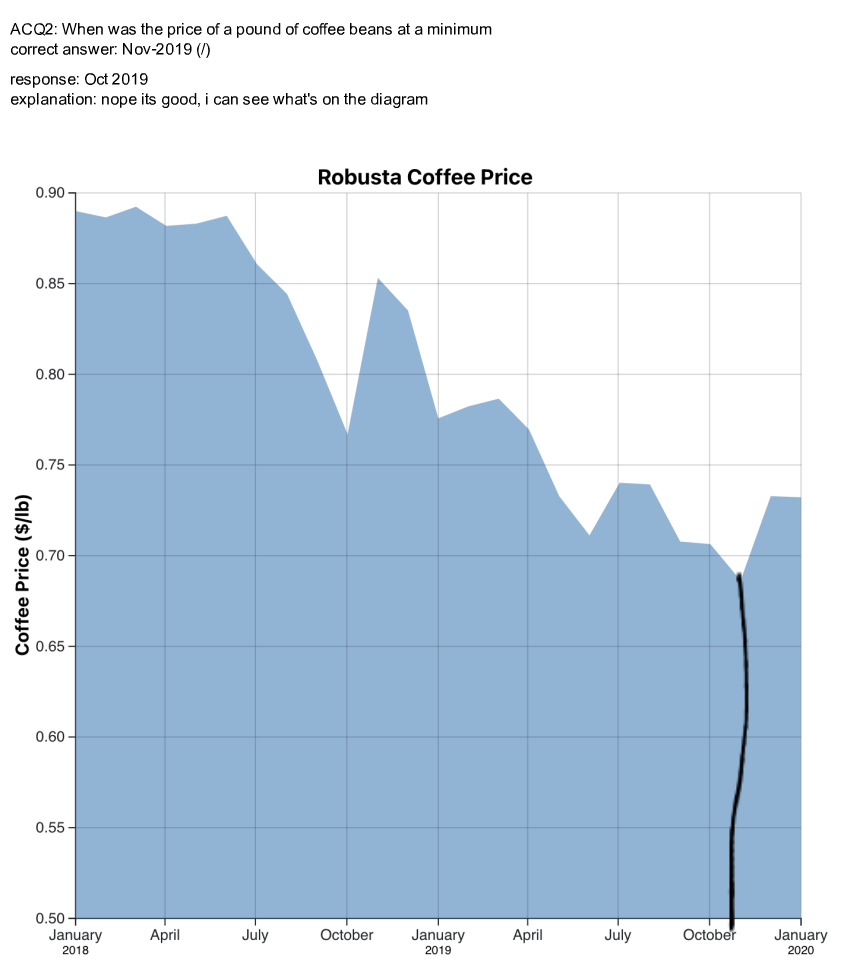 ACQ2: When was the price of a pound of coffee beans at a minimum
correct answer: Nov-2019 (/)
response: Oct 2019
explanation: nope its good, i can see what's on the diagram
Robusta Coffee Price
Coffee Price ($/lb)
0.90
0.85
0.80
0.75
0.70
0.65
0.60
0.55
0.50
January April July October January April July October January
2018 2019 2020